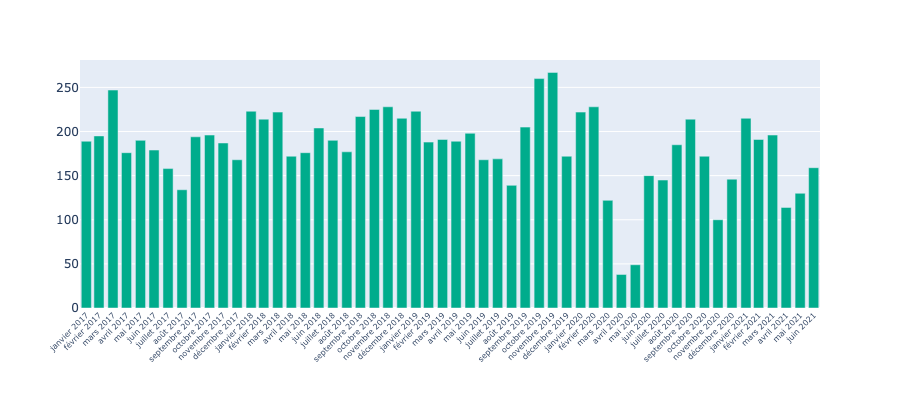 250
200
150
100
50
0
janvier 2017
février 2017
mars 2017
avril 2017
mai 2017
juin 2017
juillet 2017
août 2017
septembre 2017
octobre 2017
novembre 2017
décembre 2017
janvier 2018
février 2018
mars 2018
avril 2018
mai 2018
juin 2018
juillet 2018
août 2018
septembre 2018
octobre 2018
novembre 2018
décembre 2018
janvier 2019
février 2019
mars 2019
avril 2019
mai 2019
juin 2019
juillet 2019
août 2019
septembre 2019
octobre 2019
novembre 2019
décembre 2019
janvier 2020
février 2020
mars 2020
avril 2020
mai 2020
juin 2020
juillet 2020
août 2020
septembre 2020
octobre 2020
novembre 2020
décembre 2020
janvier 2021
février 2021
mars 2021
avril 2021
mai 2021
juin 2021